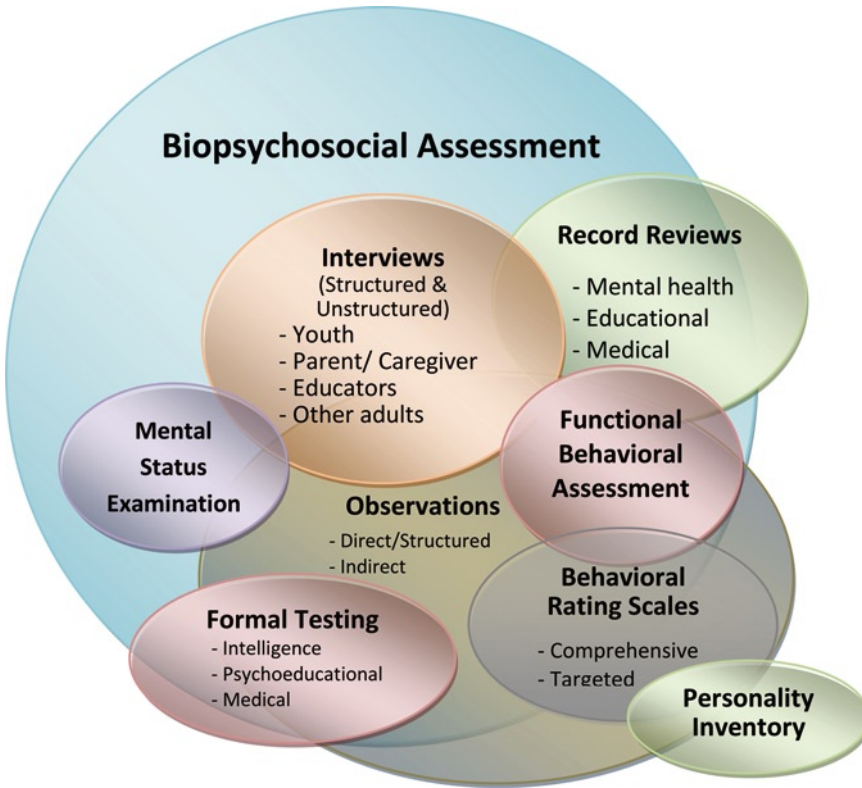 Biopsychosocial Assessment
Interviews
(Structured &
Unstructured)
- Youth
- Parent/ Caregiver
- Educators
- Other adults
Record Reviews
- Mental health
- Educational
- Medical
Mental
Status
Examination
Functional
Behavioral
Assessment
Observations
- Direct/Structured
- Indirect
Behavioral
Rating Scales
- Comprehensive
- Targeted
Formal Testing
- Intelligence
- Psychoeducational
- Medical
Personality
Inventory